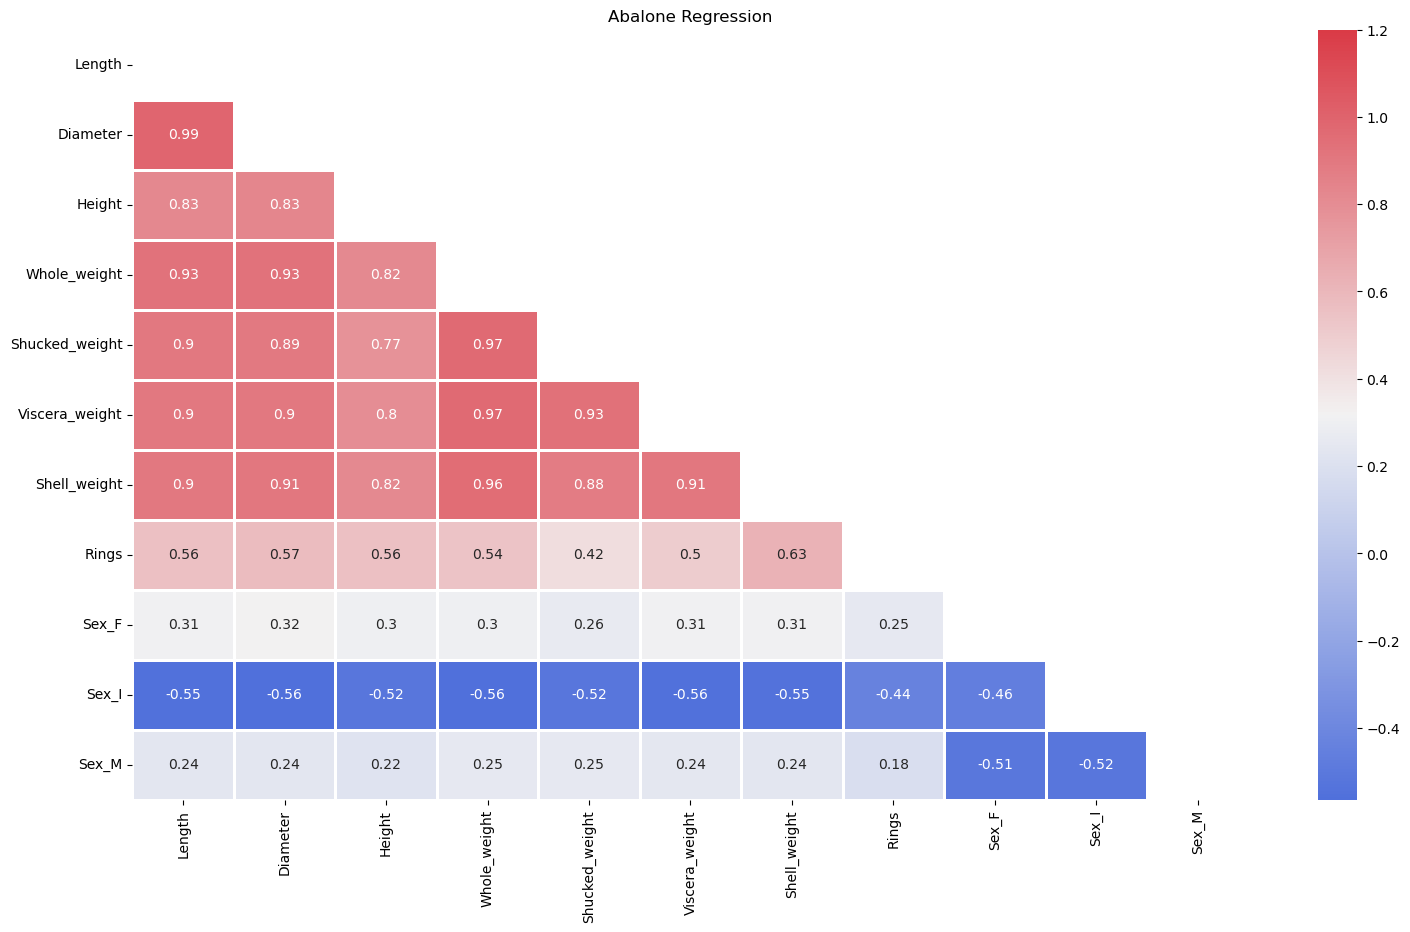 Abalone Regression
Length
Diameter 0.99
Height 0.83 0.83
Whole_weight 0.93 0.93 0.82
Shucked_weight 0.9 0.89 0.77 0.97
Viscera_weight 0.9 0.9 0.8 0.97 0.93
Shell_weight 0.9 0.91 0.82 0.96 0.88 0.91
Rings 0.56 0.57 0.56 0.54 0.42 0.5 0.63
Sex_F 0.31 0.32 0.3 0.3 0.26 0.31 0.31 0.25
Sex_I -0.55 -0.56 -0.52 -0.56 -0.52 -0.56 -0.55 -0.44 -0.46
Sex_M 0.24 0.24 0.22 0.25 0.25 0.24 0.24 0.18 -0.51 -0.52
Length Diameter Height Whole_weight Shucked_weight Viscera_weight Shell_weight Rings Sex_F Sex_I Sex_M
1.2
1.0
0.8
0.6
0.4
0.2
0.0
−0.2
−0.4